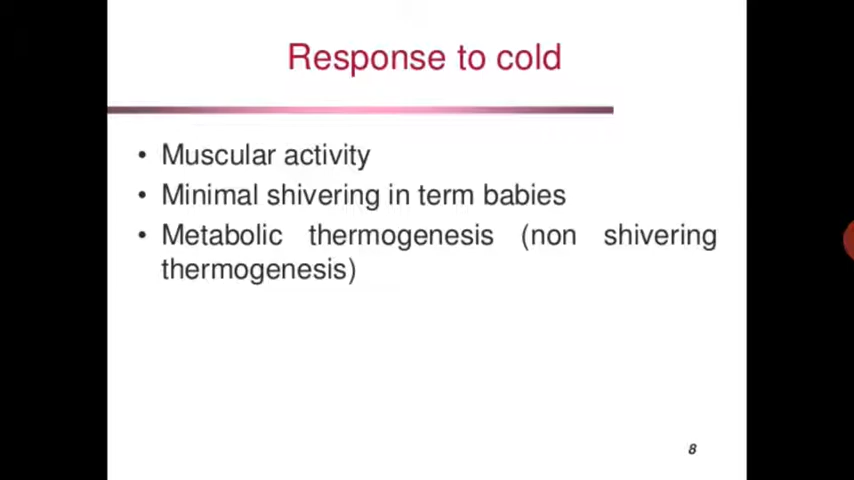 Response to cold
• Muscular activity
• Minimal shivering in term babies
• Metabolic thermogenesis (non shivering
thermogenesis)
8